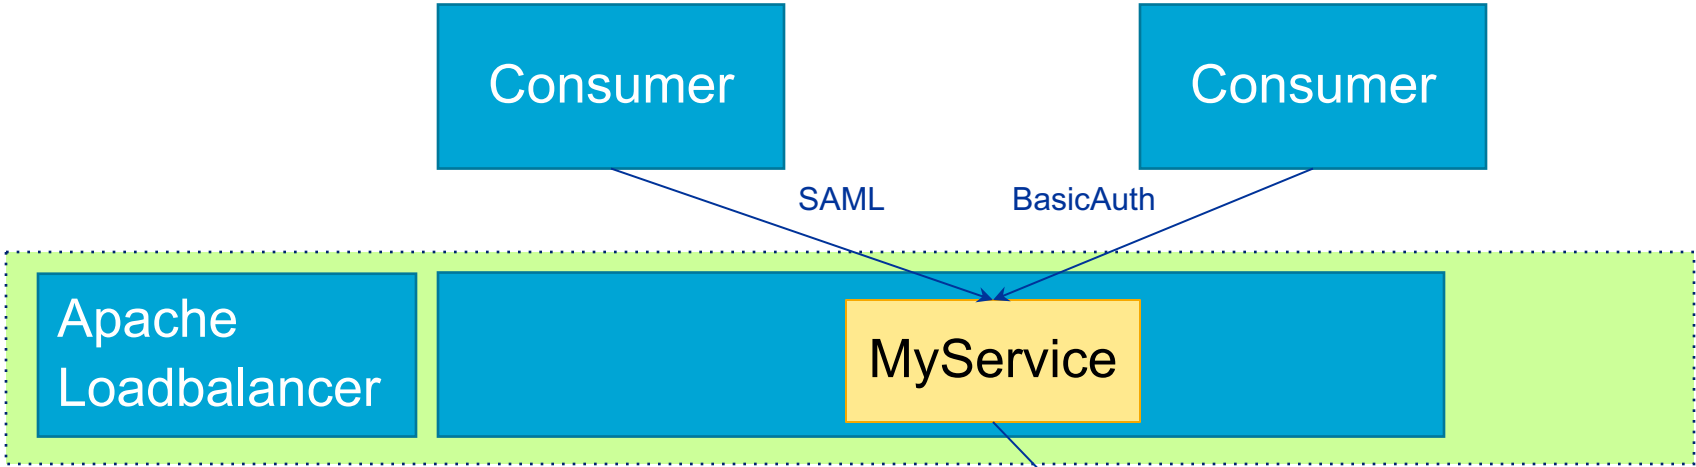 Consumer
Consumer
SAML
BasicAuth
Apache
Loadbalancer
MyService